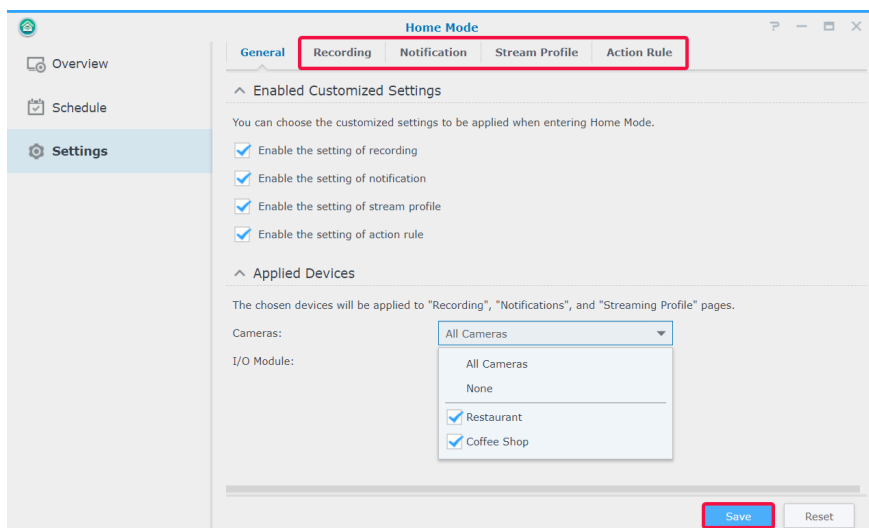 Home Mode
Overview
Schedule
Settings
General Recording Notification Stream Profile Action Rule
Enabled Customized Settings
You can choose the customized settings to be applied when entering Home Mode.
Enable the setting of recording
Enable the setting of notification
Enable the setting of stream profile
Enable the setting of action rule
Applied Devices
The chosen devices will be applied to "Recording", "Notifications", and "Streaming Profile" pages.
Cameras: All Cameras
I/O Module:
All Cameras
None
Restaurant
Coffee Shop
Save Reset